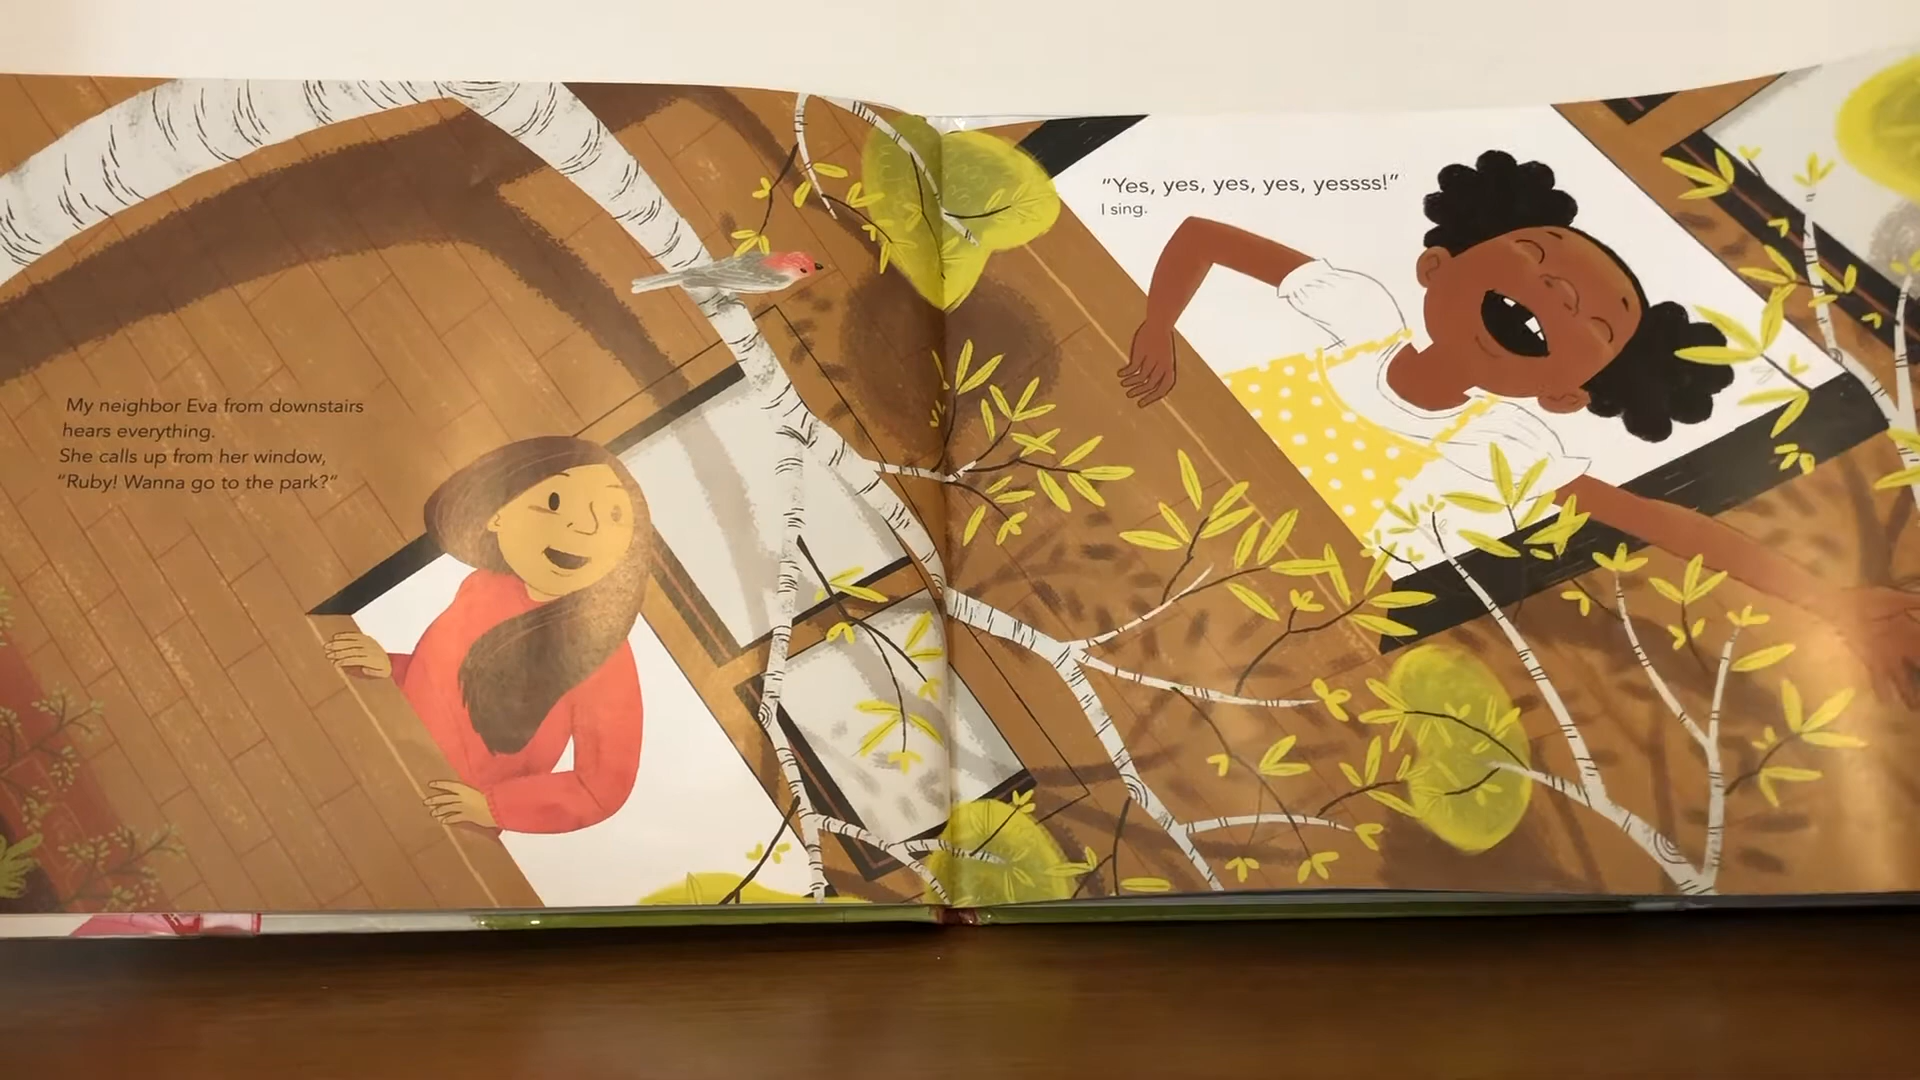 My neighbor Eva from downstairs
hears everything.
She calls up from her window,
“Ruby! Wanna go to the park?”
“Yes, yes, yes, yes, yessss!”
I sing.